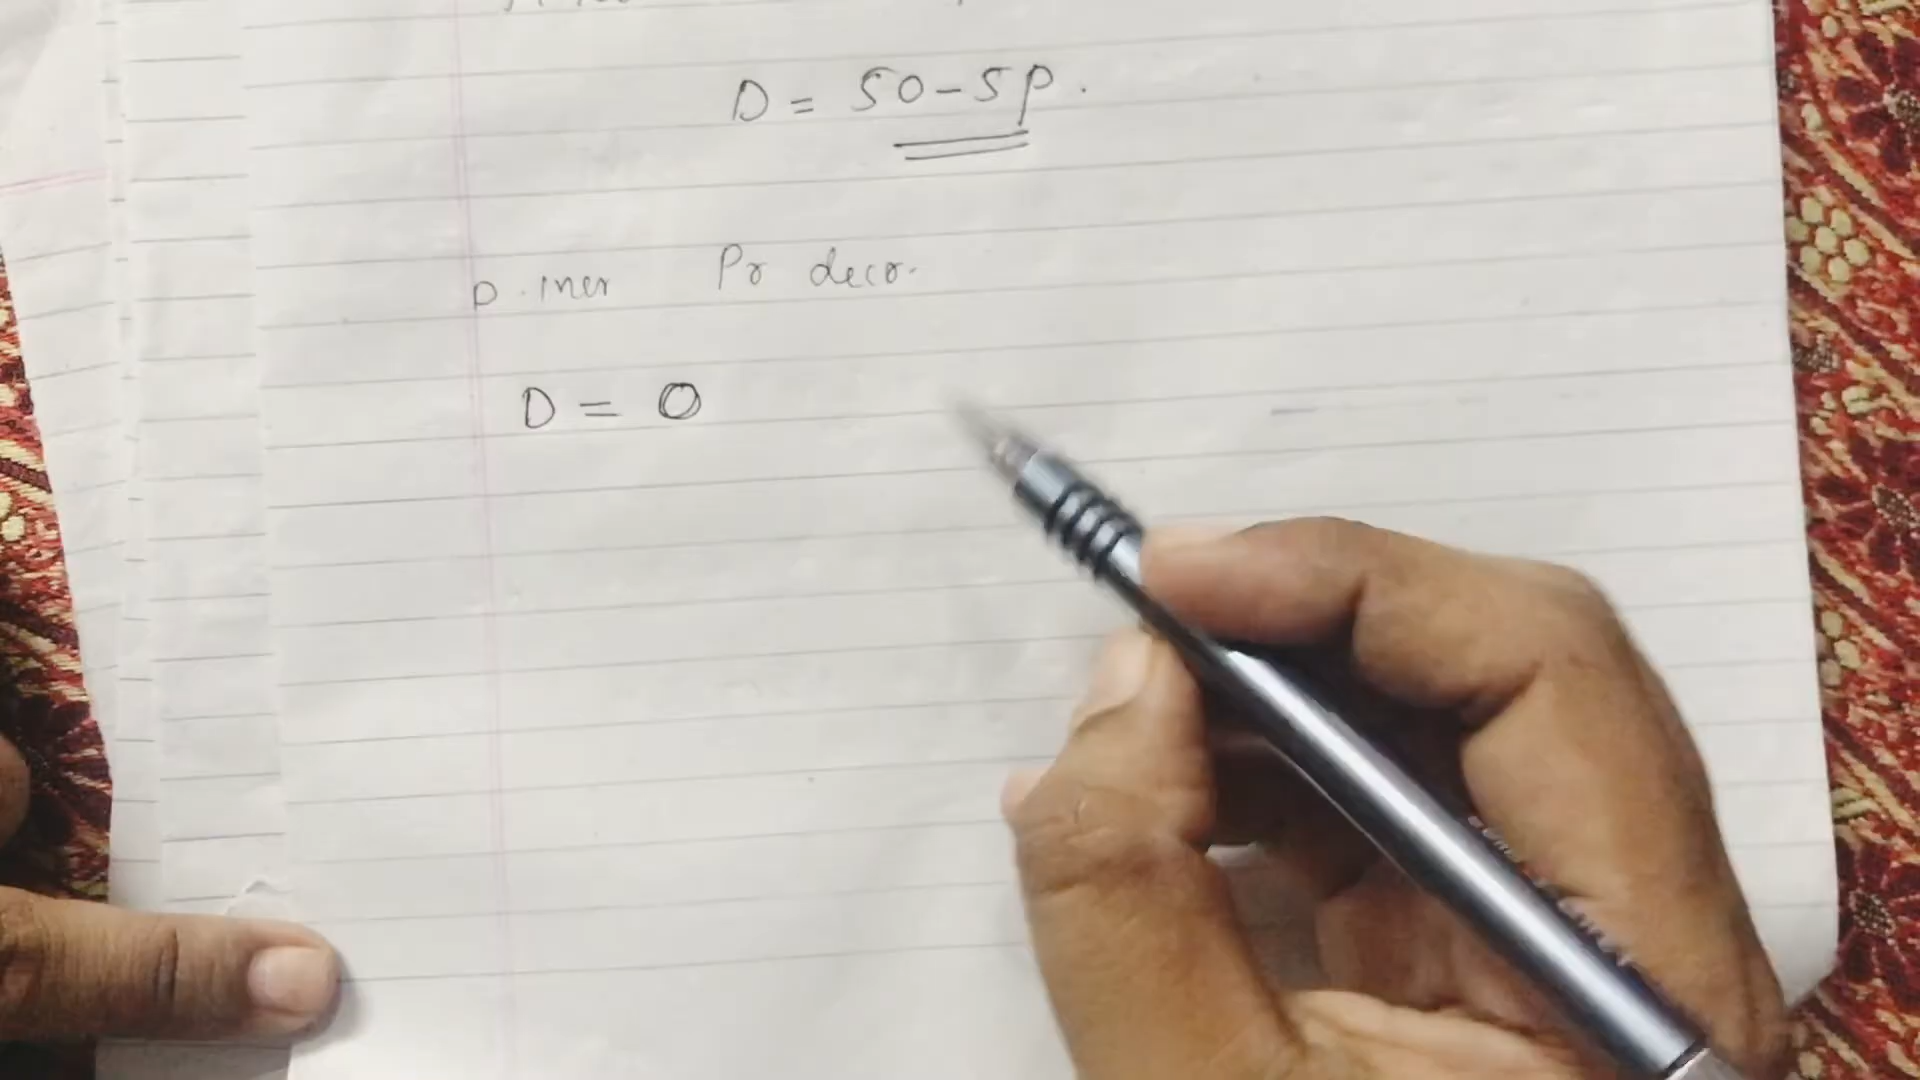 D = 50-5P.
D . incr Pr decr.
D = 0